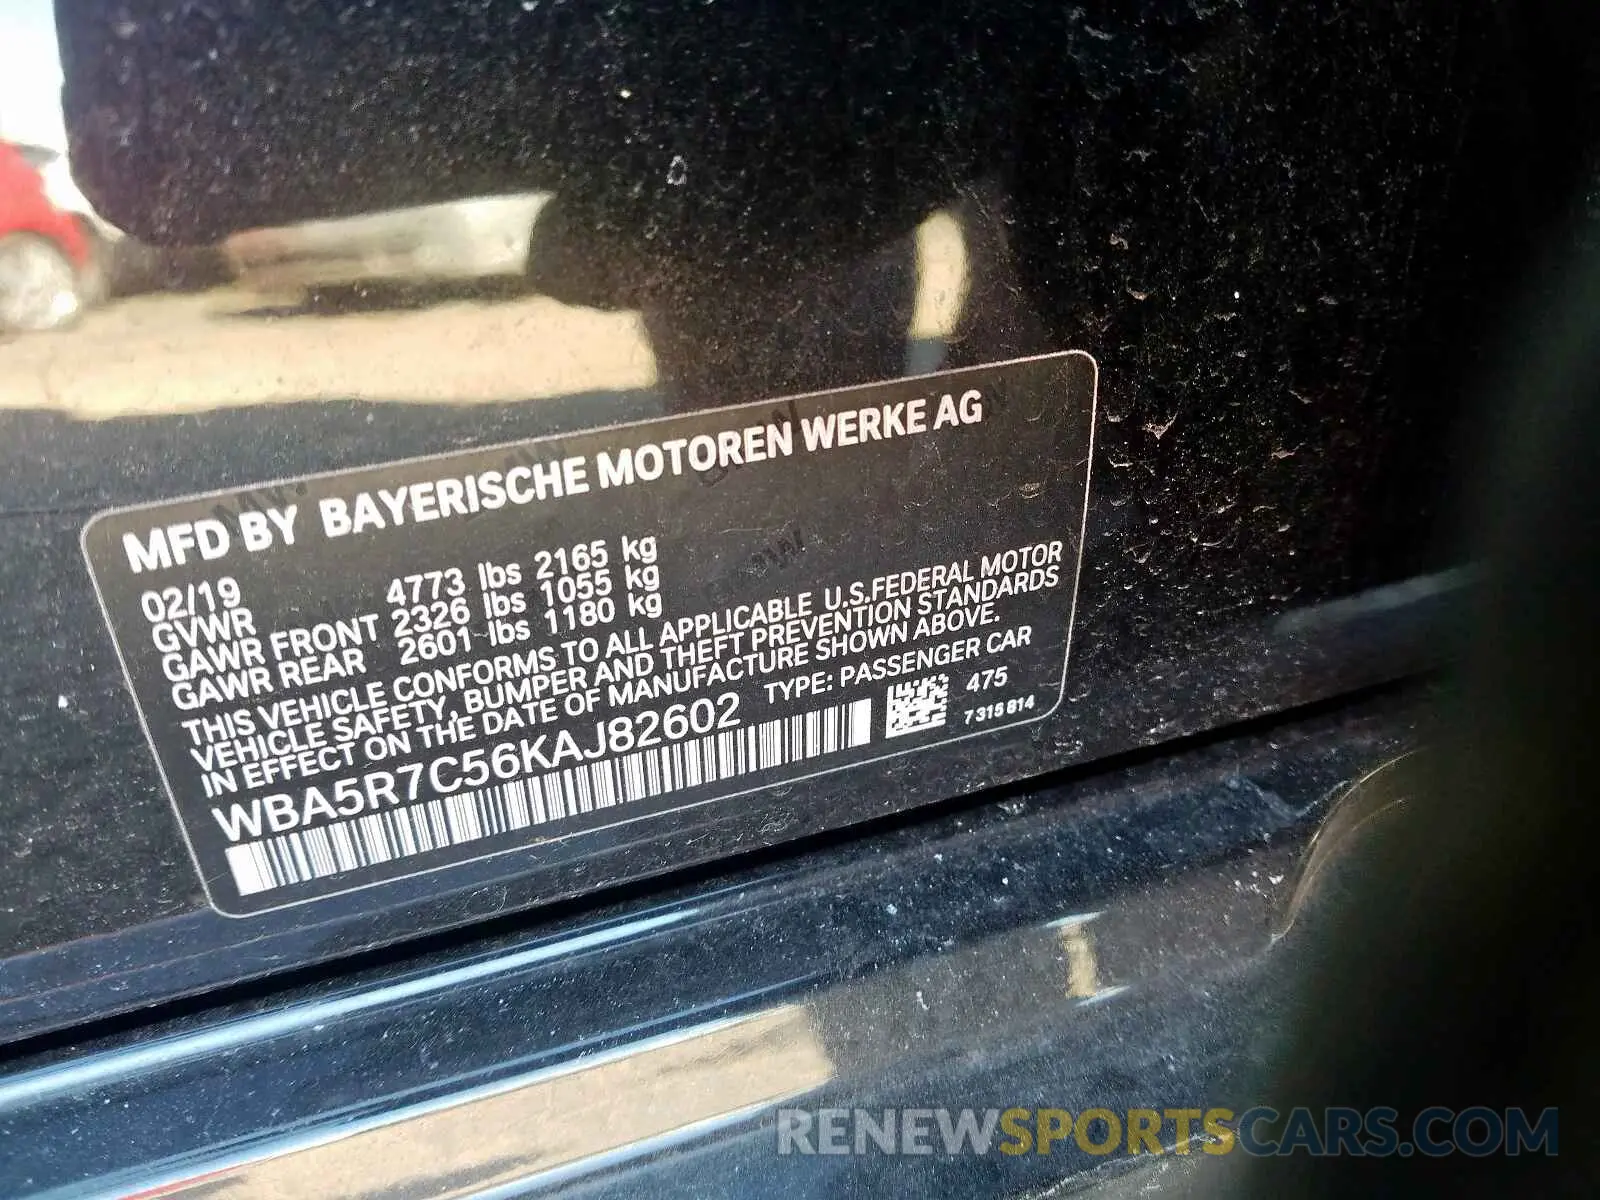 MFD BY BAYERISCHE MOTOREN WERKE AG
02/19
GVWR 4773 lbs 2165 kg
GAWR FRONT 2326 lbs 1055 kg
GAWR REAR 2601 lbs 1180 kg
THIS VEHICLE CONFORMS TO ALL APPLICABLE U.S.FEDERAL MOTOR
VEHICLE SAFETY, BUMPER AND THEFT PREVENTION STANDARDS
IN EFFECT ON THE DATE OF MANUFACTURE SHOWN ABOVE.
WBA5R7C56KAJ82602 TYPE: PASSENGER CAR
475
7 315 814
RENEWSPORTSCARS.COM